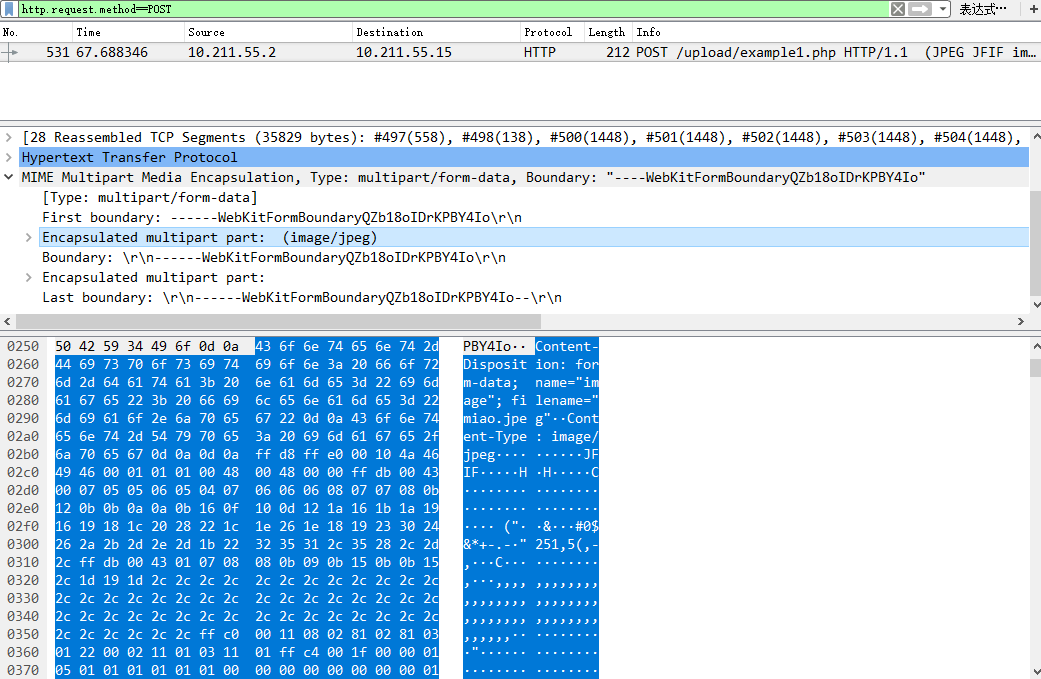 http.request.method==POST 表达式… +
No. Time Source Destination Protocol Length Info
531 67.688346 10.211.55.2 10.211.55.15 HTTP 212 POST /upload/example1.php HTTP/1.1 (JPEG JFIF im…
[28 Reassembled TCP Segments (35829 bytes): #497(558), #498(138), #500(1448), #501(1448), #502(1448), #503(1448), #504(1448),
Hypertext Transfer Protocol
MIME Multipart Media Encapsulation, Type: multipart/form-data, Boundary: "----WebKitFormBoundaryQZb18oIDrKPBY4Io"
[Type: multipart/form-data]
First boundary: ------WebKitFormBoundaryQZb18oIDrKPBY4Io\r\n
Encapsulated multipart part:  (image/jpeg)
Boundary: \r\n------WebKitFormBoundaryQZb18oIDrKPBY4Io\r\n
Encapsulated multipart part:
Last boundary: \r\n------WebKitFormBoundaryQZb18oIDrKPBY4Io--\r\n
0250 50 42 59 34 49 6f 0d 0a 43 6f 6e 74 65 6e 74 2d PBY4Io·· Content-
0260 44 69 73 70 6f 73 69 74 69 6f 6e 3a 20 66 6f 72 Disposit ion: for
0270 6d 2d 64 61 74 61 3b 20 6e 61 6d 65 3d 22 69 6d m-data;  name="im
0280 61 67 65 22 3b 20 66 69 6c 65 6e 61 6d 65 3d 22 age"; fi lename="
0290 6d 69 61 6f 2e 6a 70 65 67 22 0d 0a 43 6f 6e 74 miao.jpe g"··Cont
02a0 65 6e 74 2d 54 79 70 65 3a 20 69 6d 61 67 65 2f ent-Type : image/
02b0 6a 70 65 67 0d 0a 0d 0a ff d8 ff e0 00 10 4a 46 jpeg···· ······JF
02c0 49 46 00 01 01 01 00 48 00 48 00 00 ff db 00 43 IF·····H ·H·····C
02d0 00 07 05 05 06 05 04 07 06 06 06 08 07 07 08 0b ········ ········
02e0 12 0b 0b 0a 0a 0b 16 0f 10 0d 12 1a 16 1b 1a 19 ········ ········
02f0 16 19 18 1c 20 28 22 1c 1e 26 1e 18 19 23 30 24 ···· ("· ·&···#0$
0300 26 2a 2b 2d 2e 2d 1b 22 32 35 31 2c 35 28 2c 2d &*+-.-·" 251,5(,-
0310 2c ff db 00 43 01 07 08 08 0b 09 0b 15 0b 0b 15 ,···C··· ········
0320 2c 1d 19 1d 2c 2c 2c 2c 2c 2c 2c 2c 2c 2c 2c 2c ,···,,,, ,,,,,,,,
0330 2c 2c 2c 2c 2c 2c 2c 2c 2c 2c 2c 2c 2c 2c 2c 2c ,,,,,,,, ,,,,,,,,
0340 2c 2c 2c 2c 2c 2c 2c 2c 2c 2c 2c 2c 2c 2c 2c 2c ,,,,,,,, ,,,,,,,,
0350 2c 2c 2c 2c 2c 2c ff c0 00 11 08 02 81 02 81 03 ,,,,,,·· ········
0360 01 22 00 02 11 01 03 11 01 ff c4 00 1f 00 00 01 ·"······ ········
0370 05 01 01 01 01 01 01 00 00 00 00 00 00 00 00 01 ········ ········